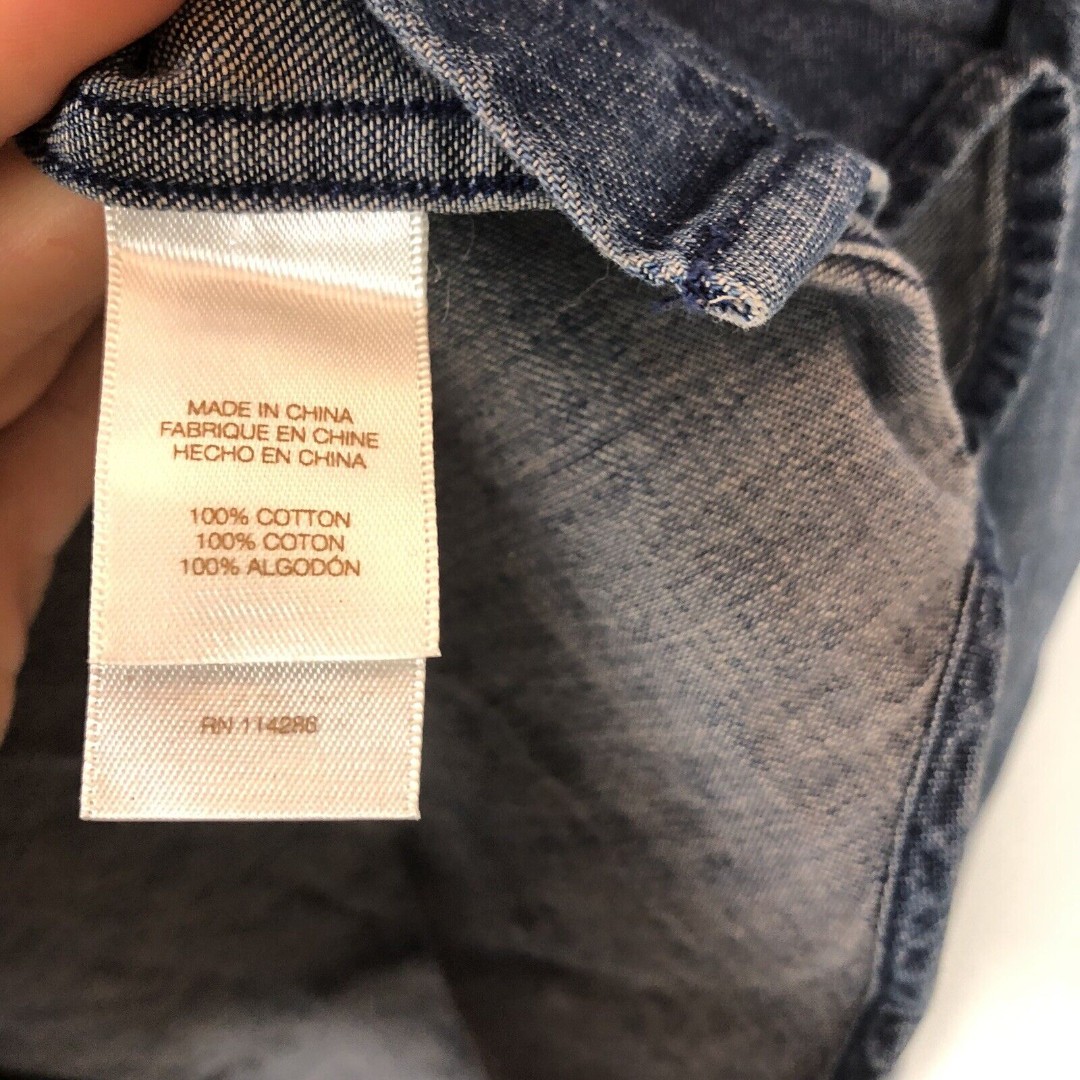 MADE IN CHINA
FABRIQUE EN CHINE
HECHO EN CHINA
100% COTTON
100% COTON
100% ALGODÓN
RN 114286